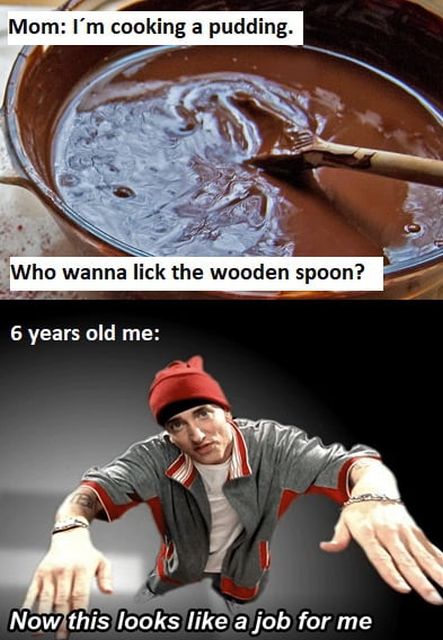 Mom: I´m cooking a pudding.
Who wanna lick the wooden spoon?
6 years old me:
Now this looks like a job for me